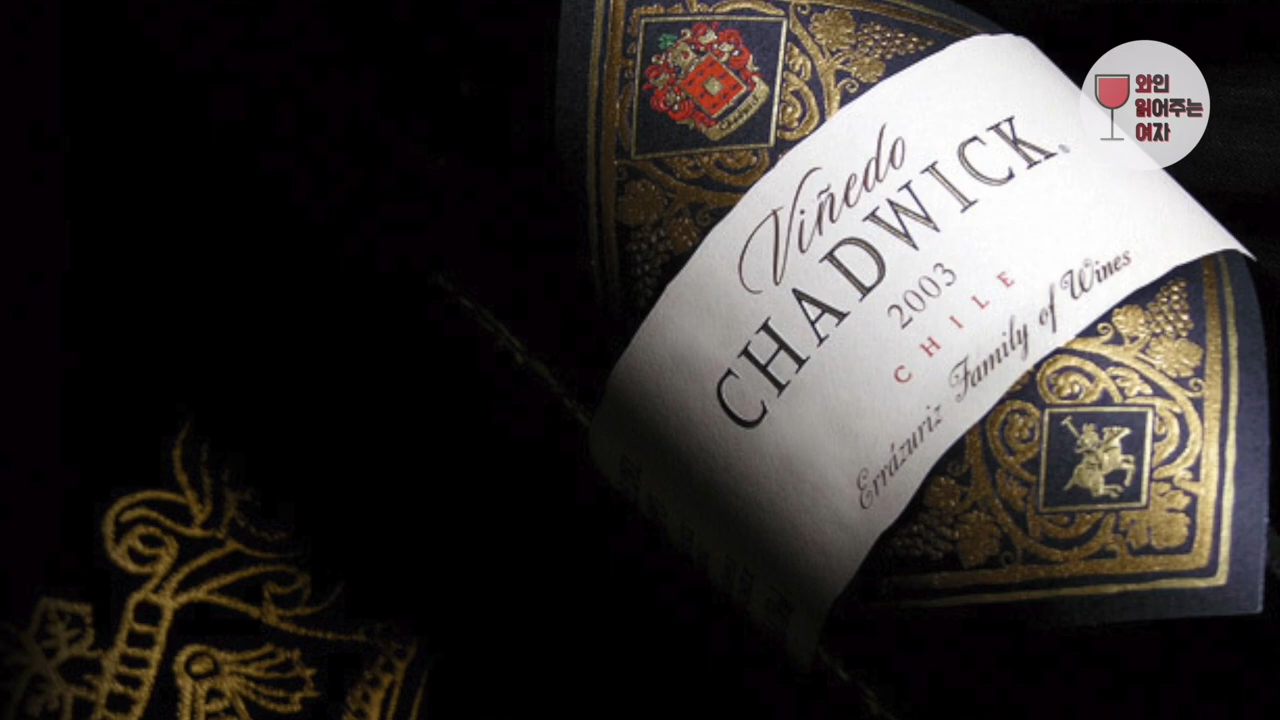 Viñedo
CHADWICK
2003
CHILE
Errázuriz Family of Wines
와인
읽어주는
여자